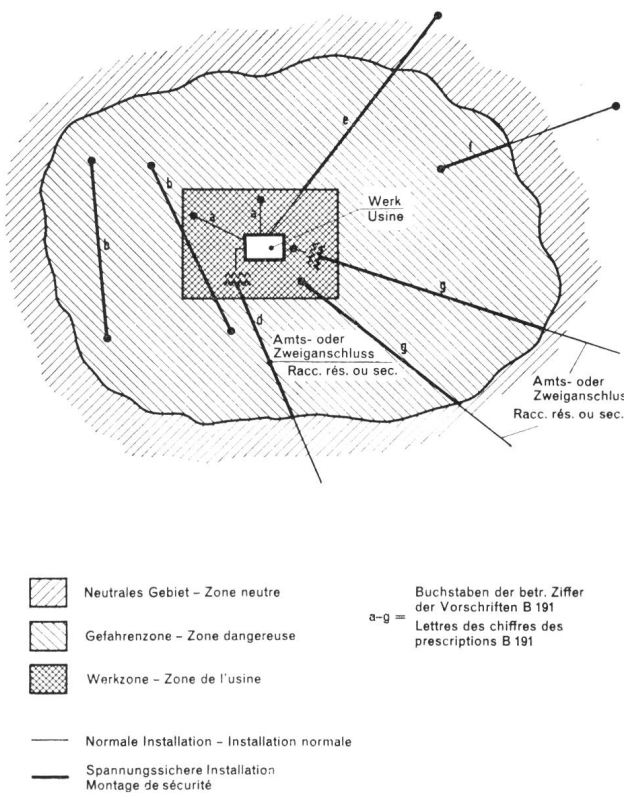 e
f
b
b
a
a
Werk
Usine
g
d
Amts- oder
Zweiganschluss
Racc. rés. ou sec.
g
Amts- oder
Zweiganschlus
Racc. rés. ou sec.
Neutrales Gebiet – Zone neutre
Gefahrenzone – Zone dangereuse
Werkzone – Zone de l'usine
a–g =
Buchstaben der betr. Ziffer
der Vorschriften B 191
Lettres des chiffres des
prescriptions B 191
Normale Installation – Installation normale
Spannungssichere Installation
Montage de sécurité